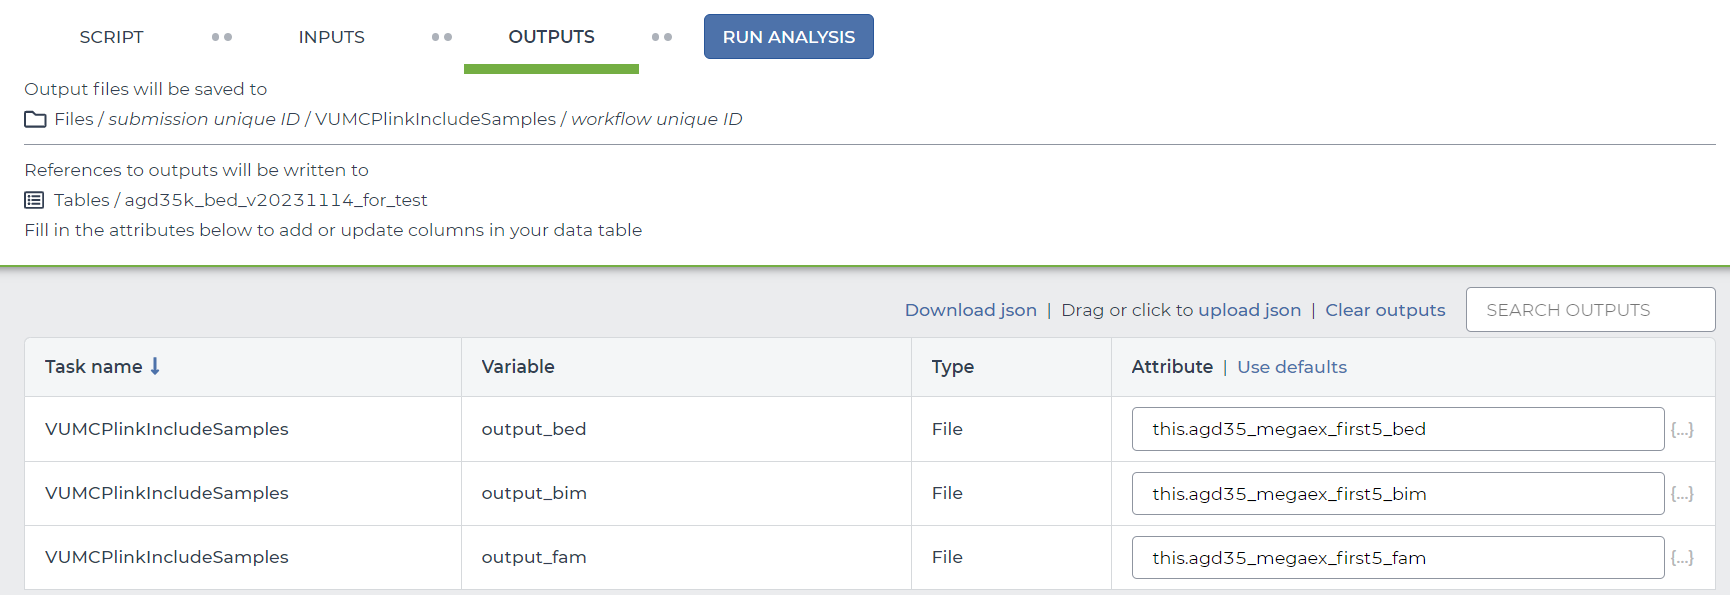 SCRIPT INPUTS OUTPUTS RUN ANALYSIS
Output files will be saved to
Files / submission unique ID / VUMCPlinkIncludeSamples / workflow unique ID
References to outputs will be written to
Tables / agd35k_bed_v20231114_for_test
Fill in the attributes below to add or update columns in your data table
Download json | Drag or click to upload json | Clear outputs SEARCH OUTPUTS
Task name ↓ Variable Type Attribute | Use defaults
VUMCPlinkIncludeSamples output_bed File this.agd35_megaex_first5_bed {...}
VUMCPlinkIncludeSamples output_bim File this.agd35_megaex_first5_bim {...}
VUMCPlinkIncludeSamples output_fam File this.agd35_megaex_first5_fam {...}